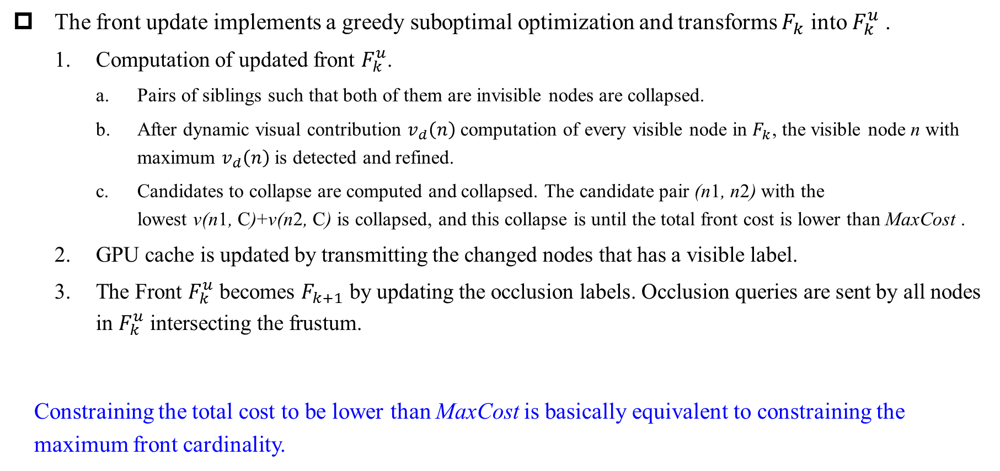 The front update implements a greedy suboptimal optimization and transforms F_k into F_k^u .
1. Computation of updated front F_k^u.
a. Pairs of siblings such that both of them are invisible nodes are collapsed.
b. After dynamic visual contribution v_d(n) computation of every visible node in F_k, the visible node n with
maximum v_d(n) is detected and refined.
c. Candidates to collapse are computed and collapsed. The candidate pair (n1, n2) with the
lowest v(n1, C)+v(n2, C) is collapsed, and this collapse is until the total front cost is lower than MaxCost .
2. GPU cache is updated by transmitting the changed nodes that has a visible label.
3. The Front F_k^u becomes F_{k+1} by updating the occlusion labels. Occlusion queries are sent by all nodes
in F_k^u intersecting the frustum.
Constraining the total cost to be lower than MaxCost is basically equivalent to constraining the
maximum front cardinality.